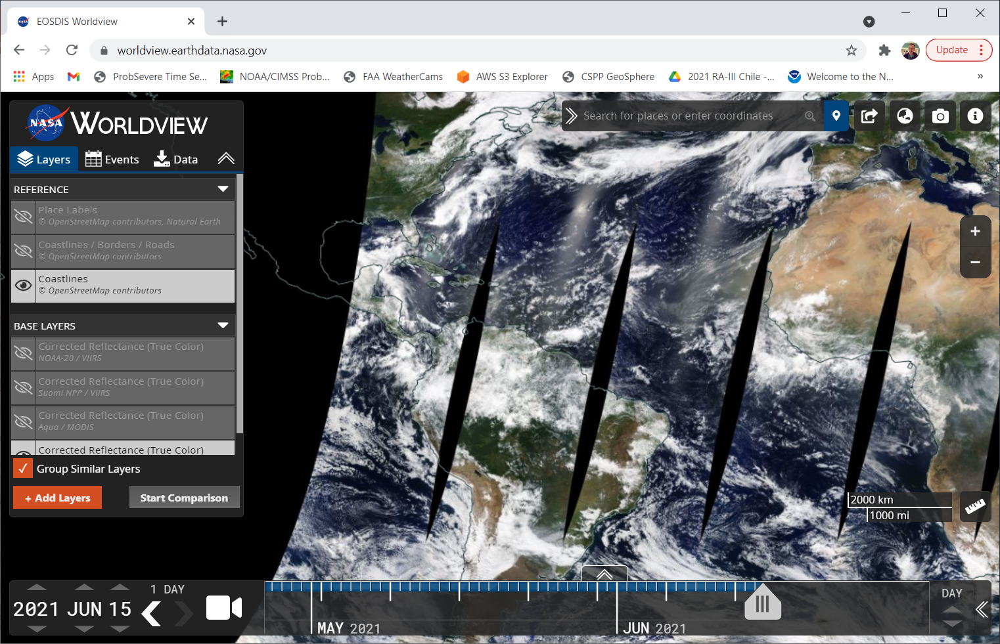 EOSDIS Worldview
worldview.earthdata.nasa.gov
Update
Apps
ProbSevere Time Se...
NOAA/CIMSS Prob...
FAA WeatherCams
AWS S3 Explorer
CSPP GeoSphere
2021 RA-III Chile -...
Welcome to the N...
»
NASA WORLDVIEW
Search for places or enter coordinates
Layers
Events
Data
REFERENCE
Place Labels
© OpenStreetMap contributors, Natural Earth
Coastlines / Borders / Roads
© OpenStreetMap contributors
Coastlines
© OpenStreetMap contributors
BASE LAYERS
Corrected Reflectance (True Color)
NOAA-20 / VIIRS
Corrected Reflectance (True Color)
Suomi NPP / VIIRS
Corrected Reflectance (True Color)
Aqua / MODIS
Corrected Reflectance (True Color)
Group Similar Layers
+ Add Layers
Start Comparison
2000 km
1000 mi
1 DAY
2021 JUN 15
MAY 2021
JUN 2021
DAY